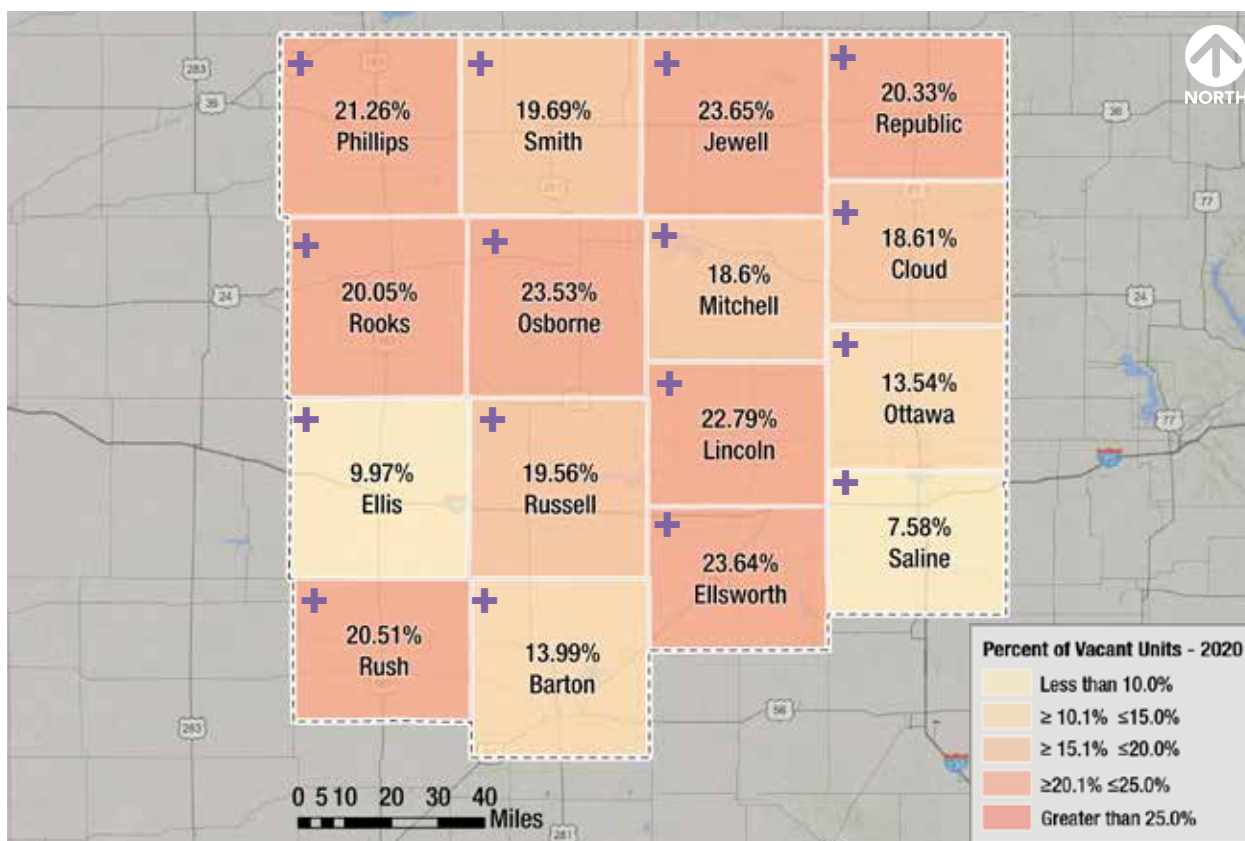 NORTH
283
36
183
21.26%
Phillips
19.69%
Smith
23.65%
Jewell
20.33%
Republic
36
77
281
81
18.61%
Cloud
20.05%
Rooks
23.53%
Osborne
18.6%
Mitchell
24
24
13.54%
Ottawa
22.79%
Lincoln
77
9.97%
Ellis
19.56%
Russell
7.58%
Saline
23.64%
Ellsworth
20.51%
Rush
13.99%
Barton
283
56
Percent of Vacant Units - 2020
Less than 10.0%
≥ 10.1% ≤15.0%
≥ 15.1% ≤20.0%
≥20.1% ≤25.0%
Greater than 25.0%
0 5 10 20 30 40
Miles
281